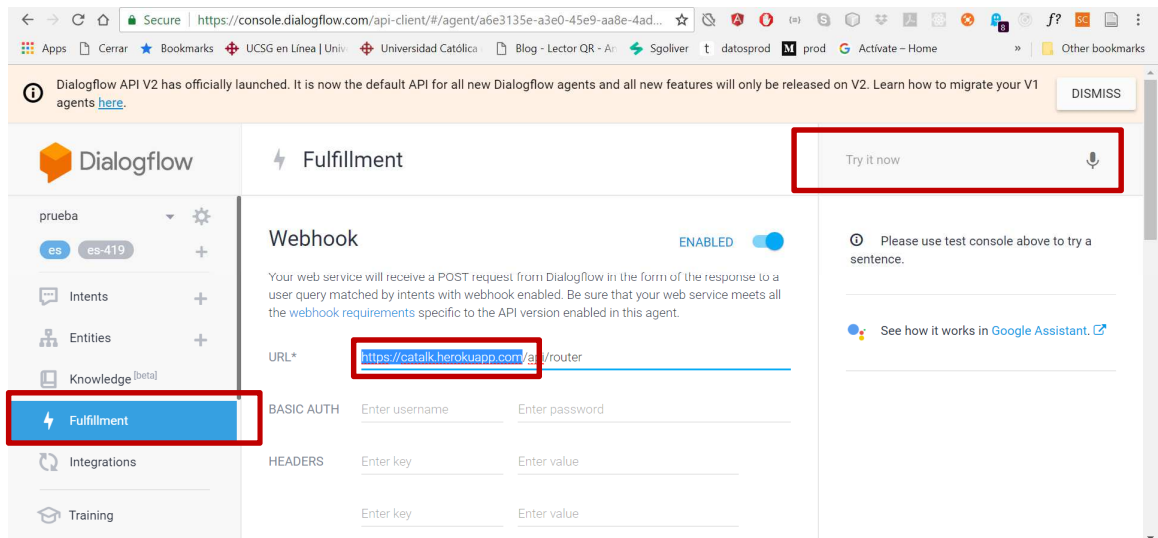 Secure https://console.dialogflow.com/api-client/#/agent/a6e3135e-a3e0-45e9-aa8e-4ad...
Apps Cerrar Bookmarks UCSG en Línea | Univ Universidad Católica Blog - Lector QR - An Sgoliver datosprod prod Activate – Home » Other bookmarks
Dialogflow API V2 has officially launched. It is now the default API for all new Dialogflow agents and all new features will only be released on V2. Learn how to migrate your V1
agents here.
DISMISS
Dialogflow
Fulfillment
Try it now
prueba
es es-419 +
Webhook
ENABLED
Please use test console above to try a
sentence.
Your web service will receive a POST request from Dialogflow in the form of the response to a
user query matched by intents with webhook enabled. Be sure that your web service meets all
the webhook requirements specific to the API version enabled in this agent.
Intents +
Entities +
See how it works in Google Assistant.
URL* https://catalk.herokuapp.com/api/router
Knowledge [beta]
BASIC AUTH Enter username Enter password
Fulfillment
HEADERS Enter key Enter value
Integrations
Enter key Enter value
Training